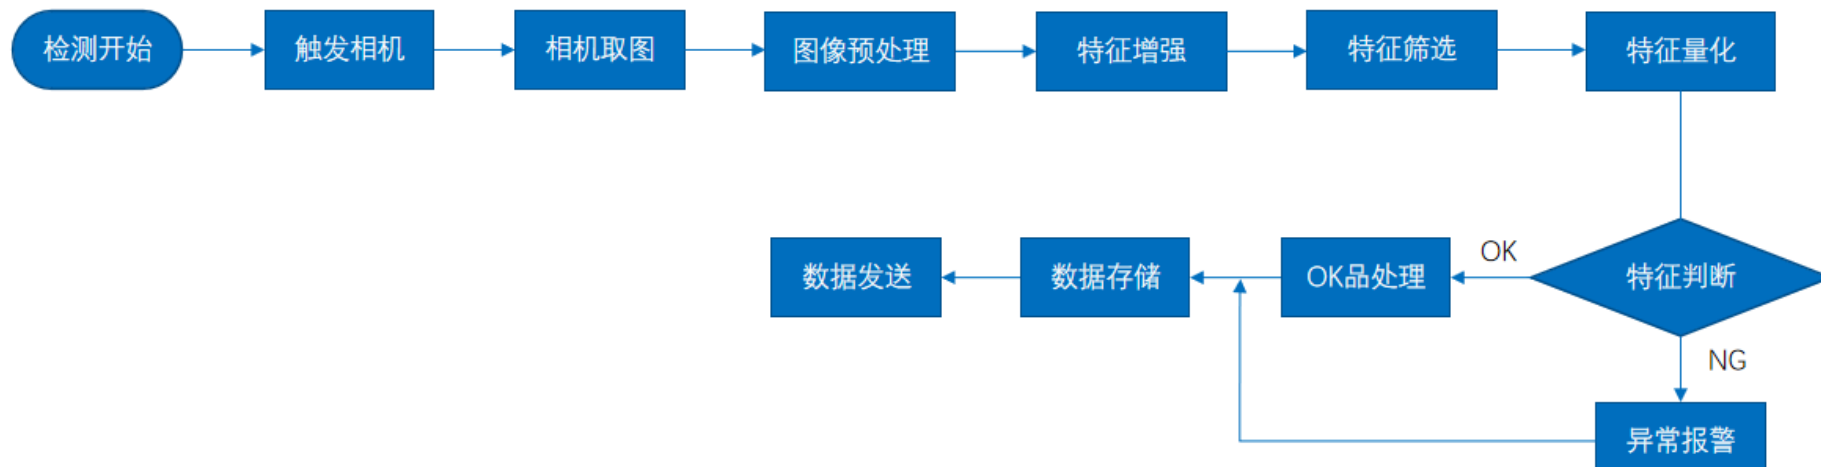 检测开始
触发相机
相机取图
图像预处理
特征增强
特征筛选
特征量化
特征判断
OK
OK品处理
数据存储
数据发送
NG
异常报警